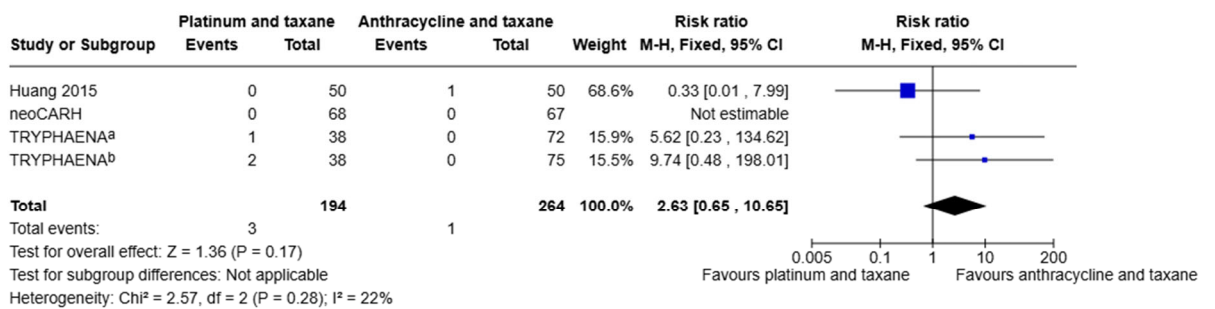 Platinum and taxane Anthracycline and taxane Risk ratio Risk ratio
Study or Subgroup Events Total Events Total Weight M-H, Fixed, 95% CI M-H, Fixed, 95% CI
Huang 2015 0 50 1 50 68.6% 0.33 [0.01 , 7.99]
neoCARH 0 68 0 67 Not estimable
TRYPHAENAᵃ 1 38 0 72 15.9% 5.62 [0.23 , 134.62]
TRYPHAENAᵇ 2 38 0 75 15.5% 9.74 [0.48 , 198.01]
Total 194 264 100.0% 2.63 [0.65 , 10.65]
Total events: 3 1
Test for overall effect: Z = 1.36 (P = 0.17)
0.005 0.1 1 10 200
Test for subgroup differences: Not applicable
Favours platinum and taxane Favours anthracycline and taxane
Heterogeneity: Chi² = 2.57, df = 2 (P = 0.28); I² = 22%